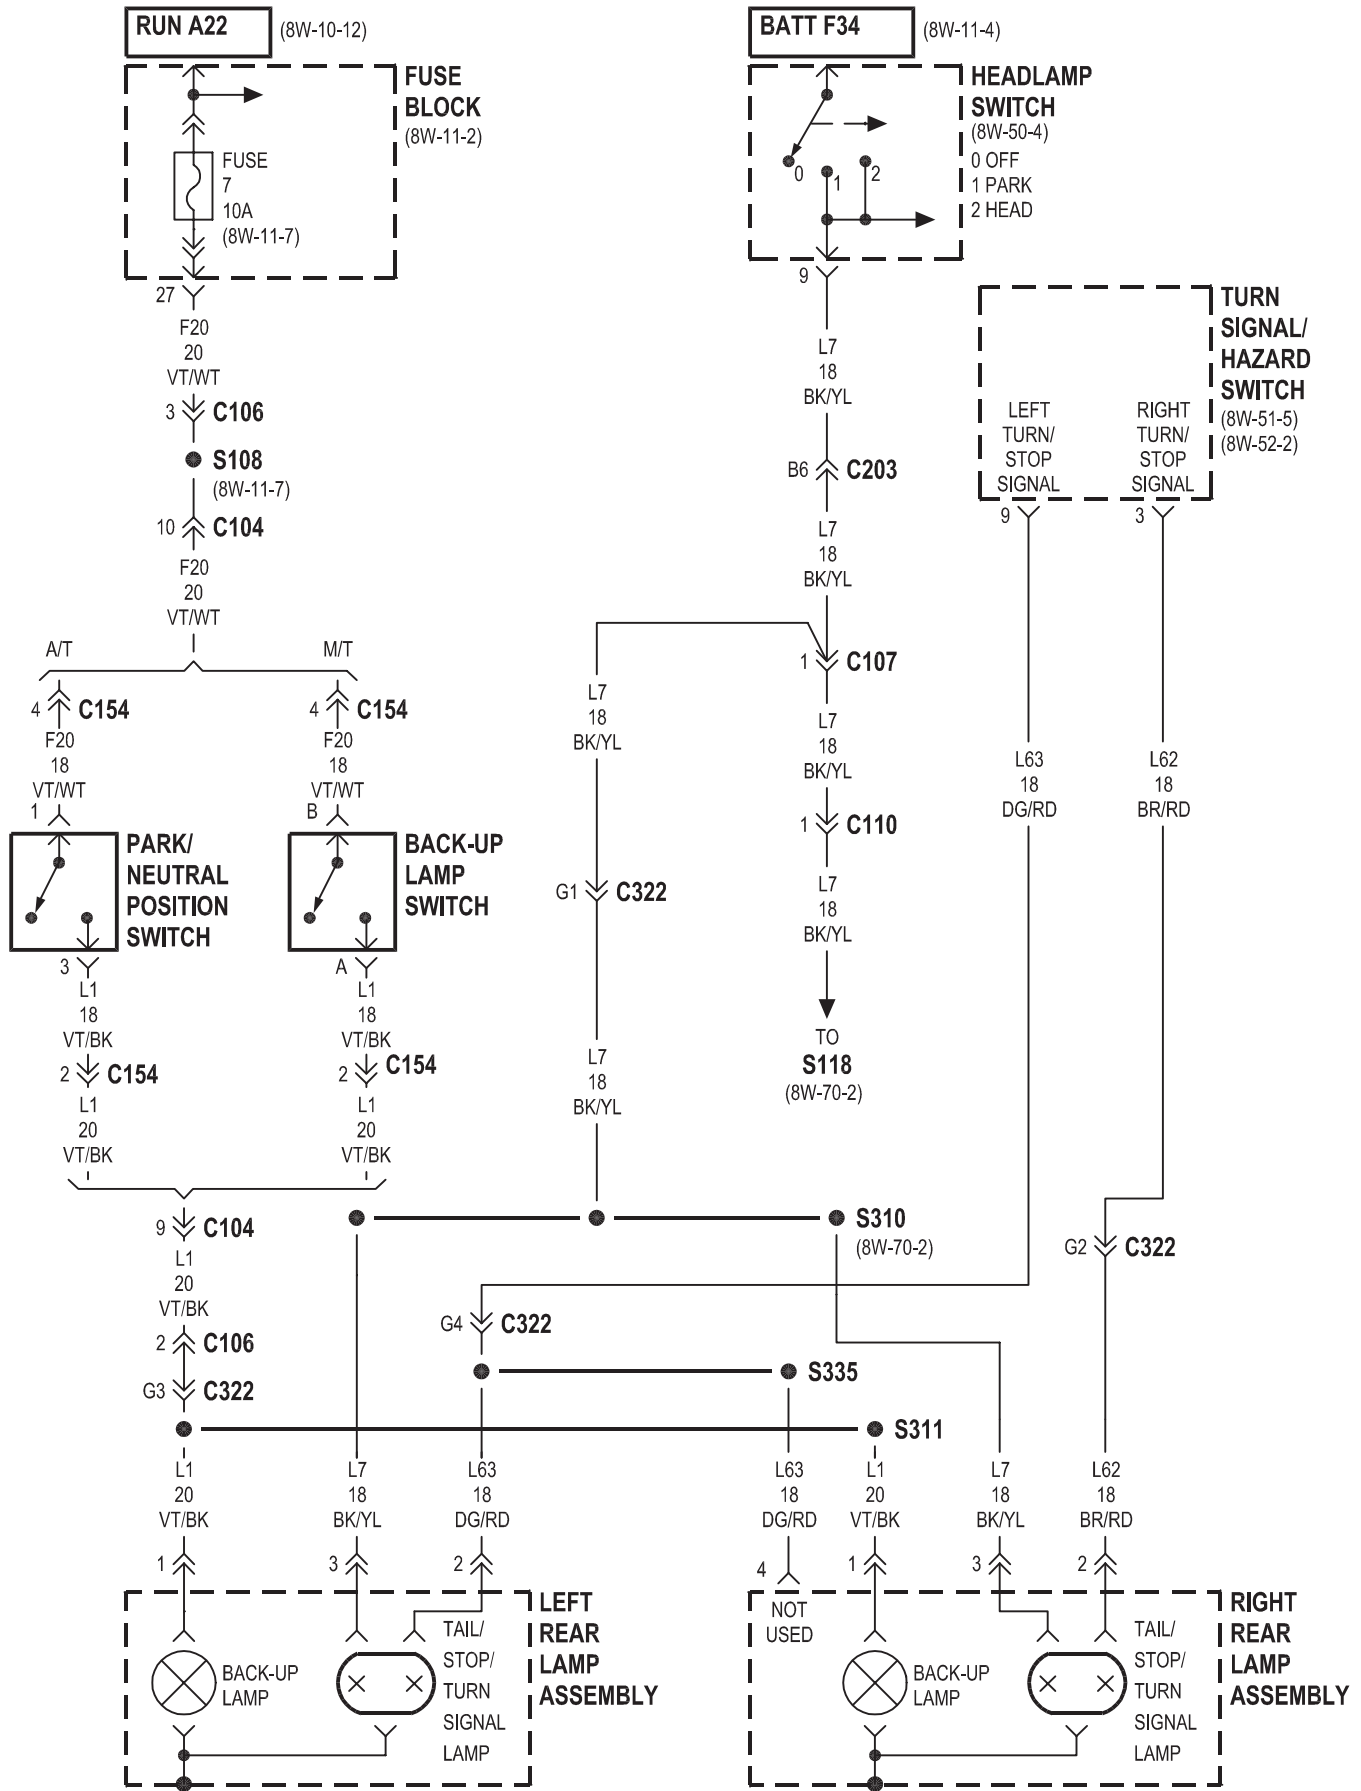 RUN A22
(8W-10-12)
BATT F34
(8W-11-4)
FUSE
BLOCK
(8W-11-2)
FUSE
7
10A
(8W-11-7)
HEADLAMP
SWITCH
(8W-50-4)
0 OFF
1 PARK
2 HEAD
0
1
2
27
F20
20
VT/WT
3
C106
S108
(8W-11-7)
10
C104
F20
20
VT/WT
A/T
M/T
4
C154
4
C154
F20
18
VT/WT
F20
18
VT/WT
1
B
PARK/
NEUTRAL
POSITION
SWITCH
BACK-UP
LAMP
SWITCH
3
A
L1
18
VT/BK
L1
18
VT/BK
2
C154
2
C154
L1
20
VT/BK
L1
20
VT/BK
9
C104
L1
20
VT/BK
2
C106
G3
C322
9
L7
18
BK/YL
B6
C203
L7
18
BK/YL
1
C107
L7
18
BK/YL
L7
18
BK/YL
1
C110
G1
C322
L7
18
BK/YL
TO
S118
(8W-70-2)
L7
18
BK/YL
TURN
SIGNAL/
HAZARD
SWITCH
(8W-51-5)
(8W-52-2)
LEFT
TURN/
STOP
SIGNAL
RIGHT
TURN/
STOP
SIGNAL
9
3
L63
18
DG/RD
L62
18
BR/RD
S310
(8W-70-2)
G2
C322
G4
C322
S335
S311
L1
20
VT/BK
L7
18
BK/YL
L63
18
DG/RD
L63
18
DG/RD
L1
20
VT/BK
L7
18
BK/YL
L62
18
BR/RD
1
3
2
4
1
3
2
LEFT
REAR
LAMP
ASSEMBLY
BACK-UP
LAMP
TAIL/
STOP/
TURN
SIGNAL
LAMP
NOT
USED
BACK-UP
LAMP
TAIL/
STOP/
TURN
SIGNAL
LAMP
RIGHT
REAR
LAMP
ASSEMBLY